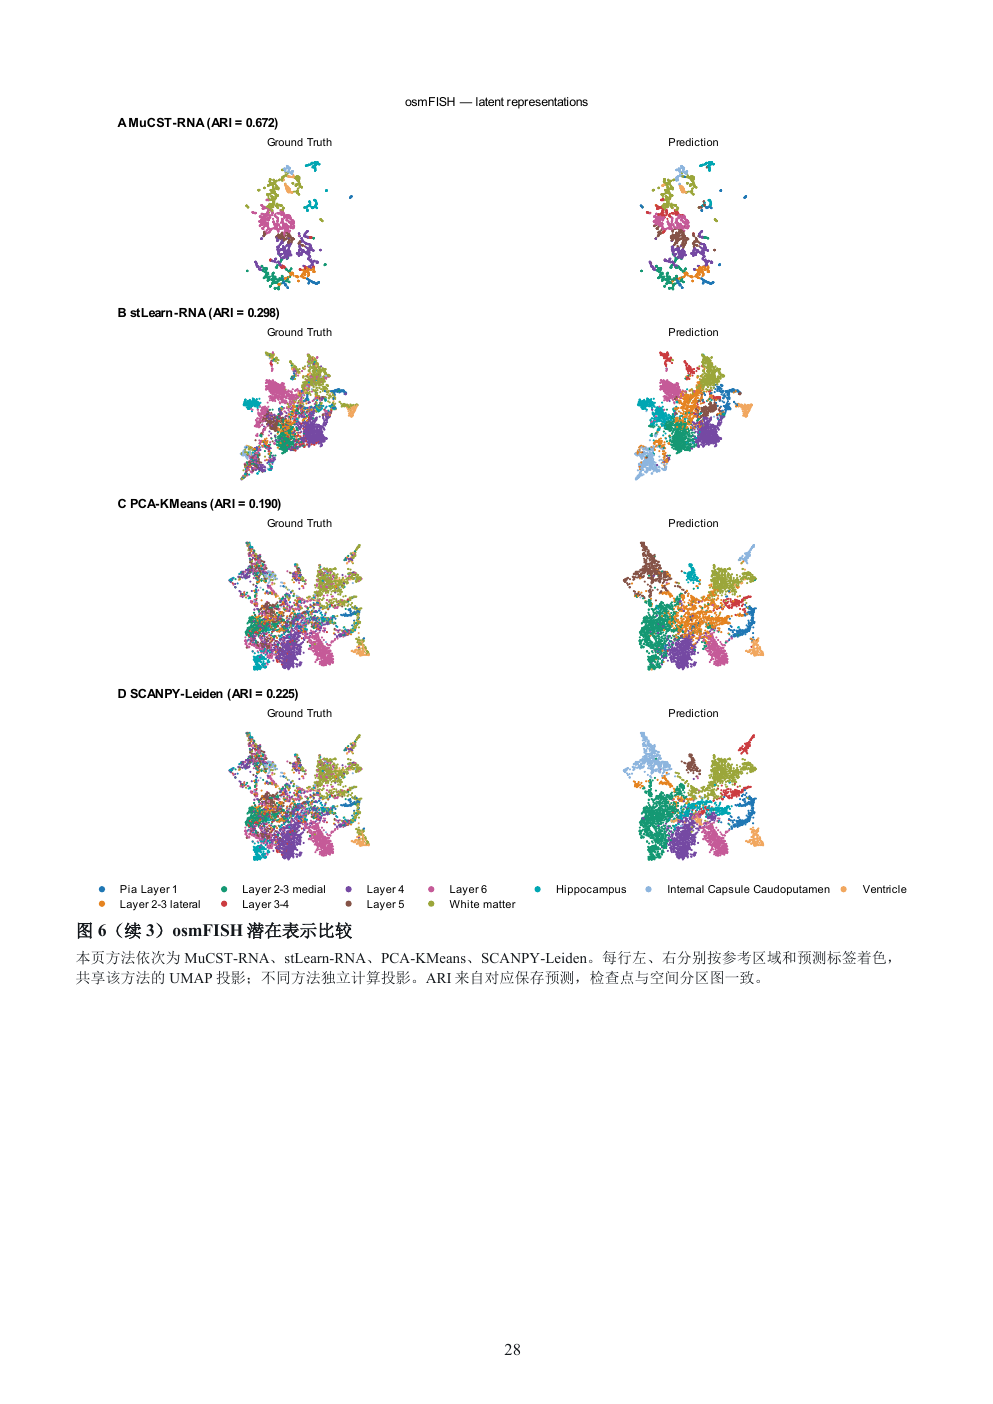 osmFISH — latent representations
A MuCST-RNA (ARI = 0.672)
Ground Truth
Prediction
B stLearn-RNA (ARI = 0.298)
Ground Truth
Prediction
C PCA-KMeans (ARI = 0.190)
Ground Truth
Prediction
D SCANPY-Leiden (ARI = 0.225)
Ground Truth
Prediction
Pia Layer 1 Layer 2-3 medial Layer 4 Layer 6 Hippocampus Internal Capsule Caudoputamen Ventricle
Layer 2-3 lateral Layer 3-4 Layer 5 White matter
图 6（续 3）osmFISH 潜在表示比较
本页方法依次为 MuCST-RNA、stLearn-RNA、PCA-KMeans、SCANPY-Leiden。每行左、右分别按参考区域和预测标签着色，
共享该方法的 UMAP 投影；不同方法独立计算投影。ARI 来自对应保存预测，检查点与空间分区图一致。
28